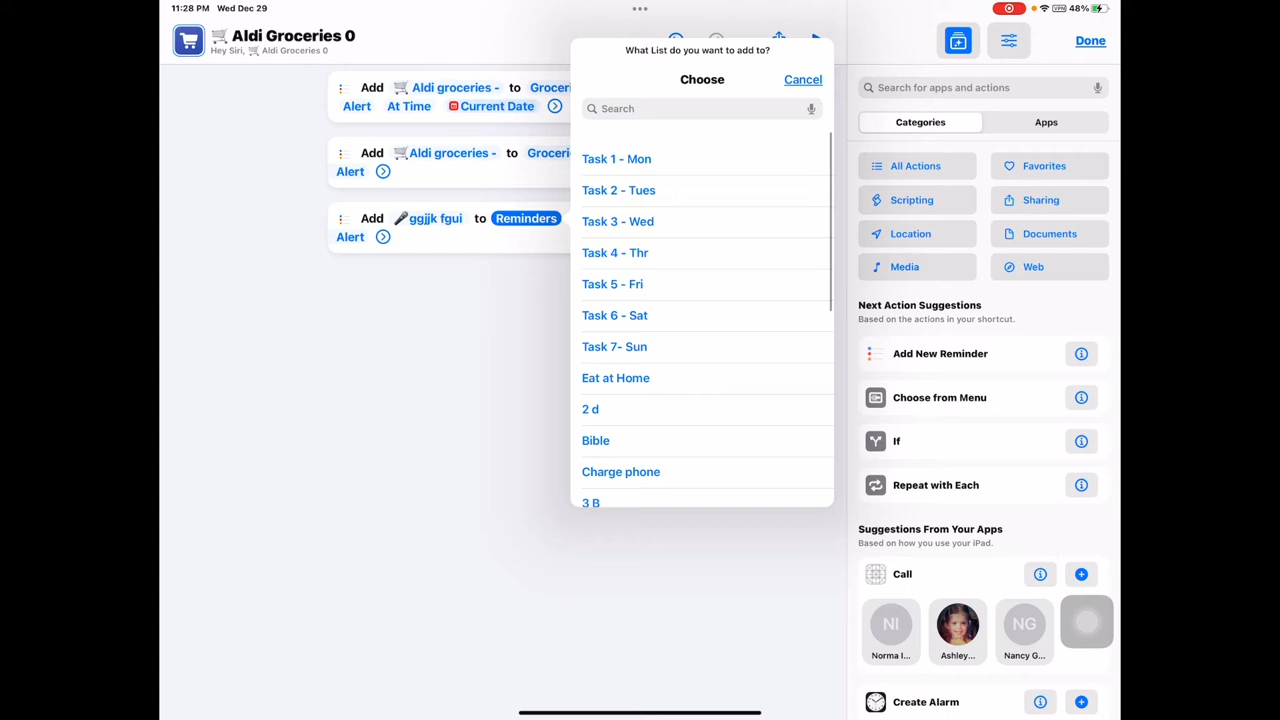 11:28 PM Wed Dec 29
VPN 48%
🛒 Aldi Groceries 0
Hey Siri, 🛒 Aldi Groceries 0
Done
Add 🛒 Aldi groceries - to Grocer
Alert At Time Current Date
Add 🛒Aldi groceries - to Groceri
Alert
Add 🎤ggjjk fgui to Reminders
Alert
What List do you want to add to?
Choose
Cancel
Search
Task 1 - Mon
Task 2 - Tues
Task 3 - Wed
Task 4 - Thr
Task 5 - Fri
Task 6 - Sat
Task 7- Sun
Eat at Home
2 d
Bible
Charge phone
3 B
Search for apps and actions
Categories
Apps
All Actions
Favorites
Scripting
Sharing
Location
Documents
Media
Web
Next Action Suggestions
Based on the actions in your shortcut.
Add New Reminder
Choose from Menu
If
Repeat with Each
Suggestions From Your Apps
Based on how you use your iPad.
Call
NI
NG
Norma I...
Ashley...
Nancy G...
Create Alarm